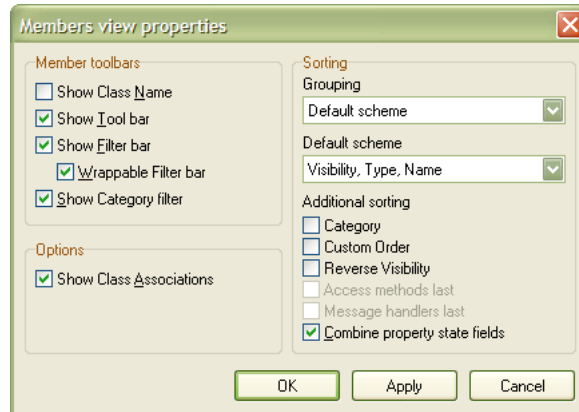 Members view properties
Member toolbars
Show Class Name
Show Tool bar
Show Filter bar
Wrappable Filter bar
Show Category filter
Options
Show Class Associations
Sorting
Grouping
Default scheme
Default scheme
Visibility, Type, Name
Additional sorting
Category
Custom Order
Reverse Visibility
Access methods last
Message handlers last
Combine property state fields
OK
Apply
Cancel